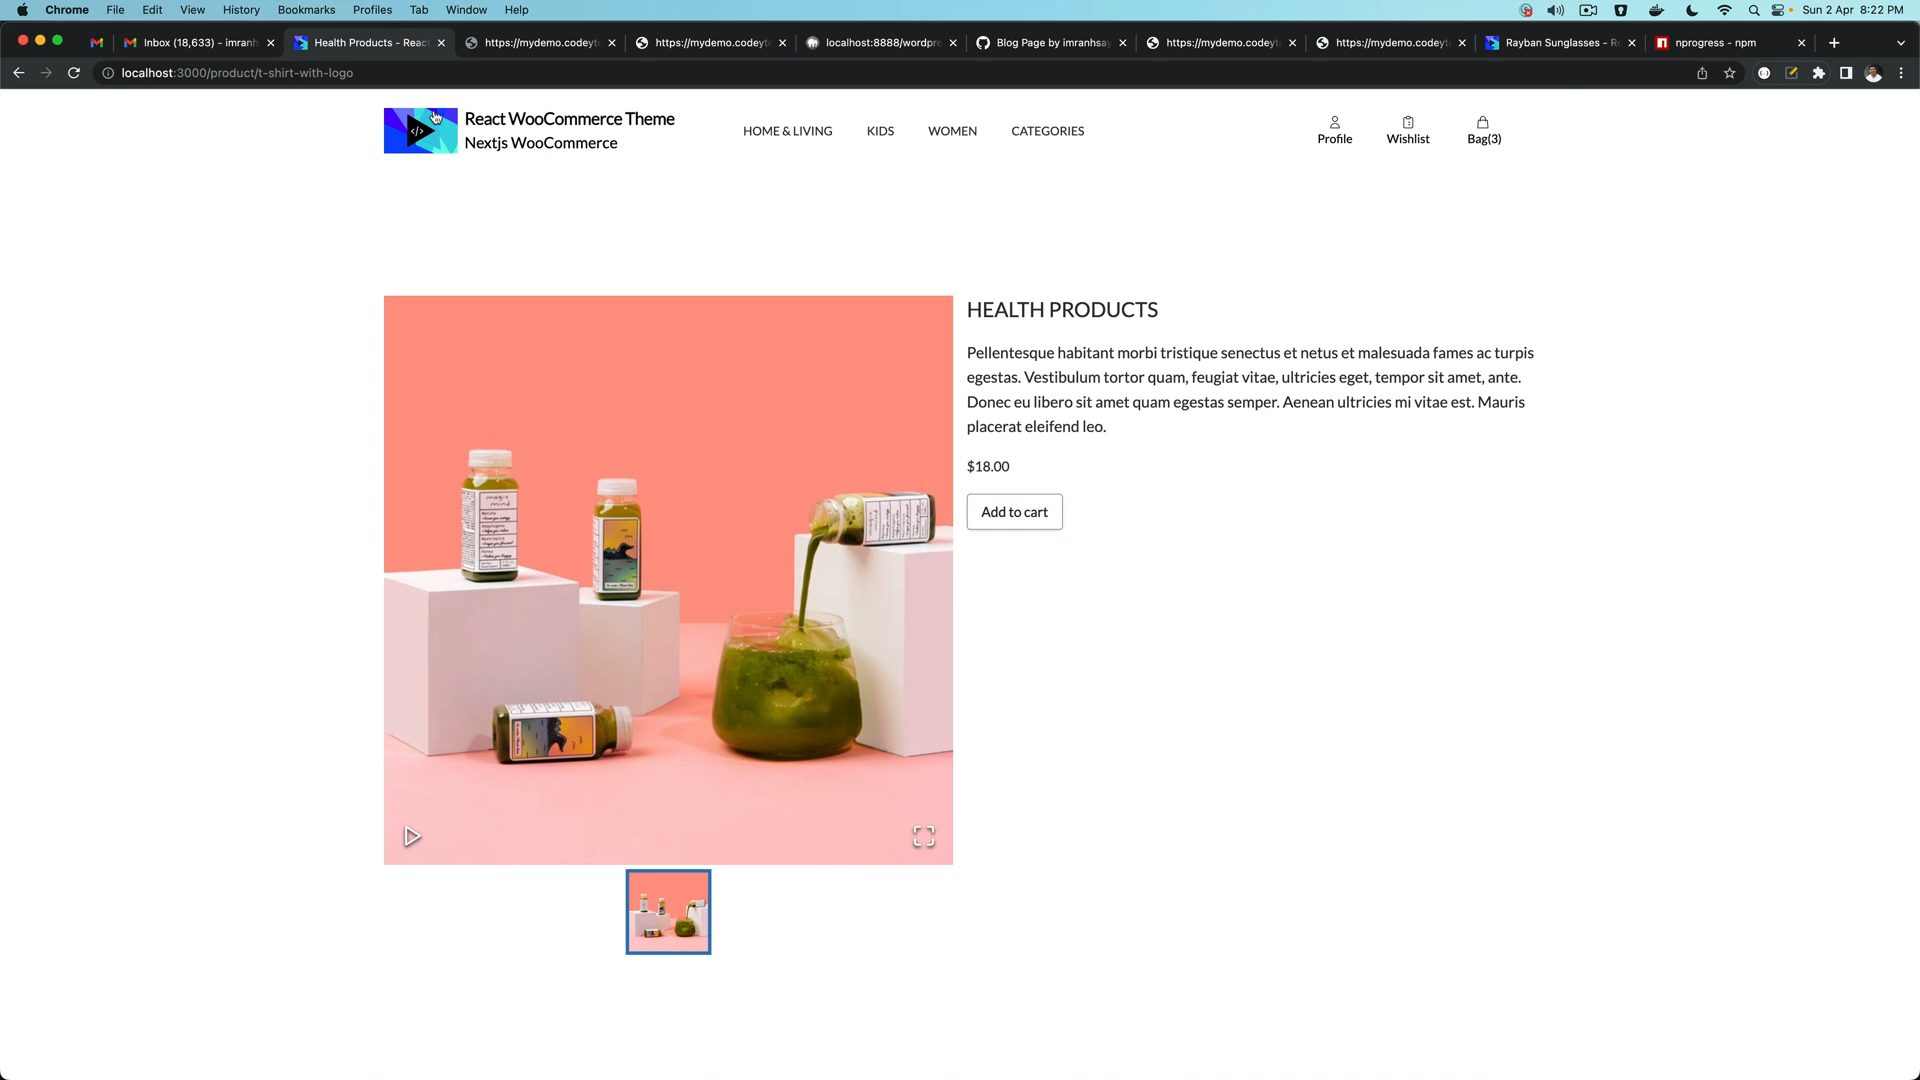 Chrome File Edit View History Bookmarks Profiles Tab Window Help Sun 2 Apr 8:22 PM
Inbox (18,633) - imranh Health Products - Reac https://mydemo.codeyte https://mydemo.codeyt localhost:8888/wordpre Blog Page by imranhsay https://mydemo.codeyt https://mydemo.codeyt Rayban Sunglasses - R nprogress - npm
localhost:3000/product/t-shirt-with-logo
React WooCommerce Theme
Nextjs WooCommerce
HOME & LIVING KIDS WOMEN CATEGORIES
Profile Wishlist Bag(3)
HEALTH PRODUCTS
Pellentesque habitant morbi tristique senectus et netus et malesuada fames ac turpis
egestas. Vestibulum tortor quam, feugiat vitae, ultricies eget, tempor sit amet, ante.
Donec eu libero sit amet quam egestas semper. Aenean ultricies mi vitae est. Mauris
placerat eleifend leo.
$18.00
Add to cart
magic
mind